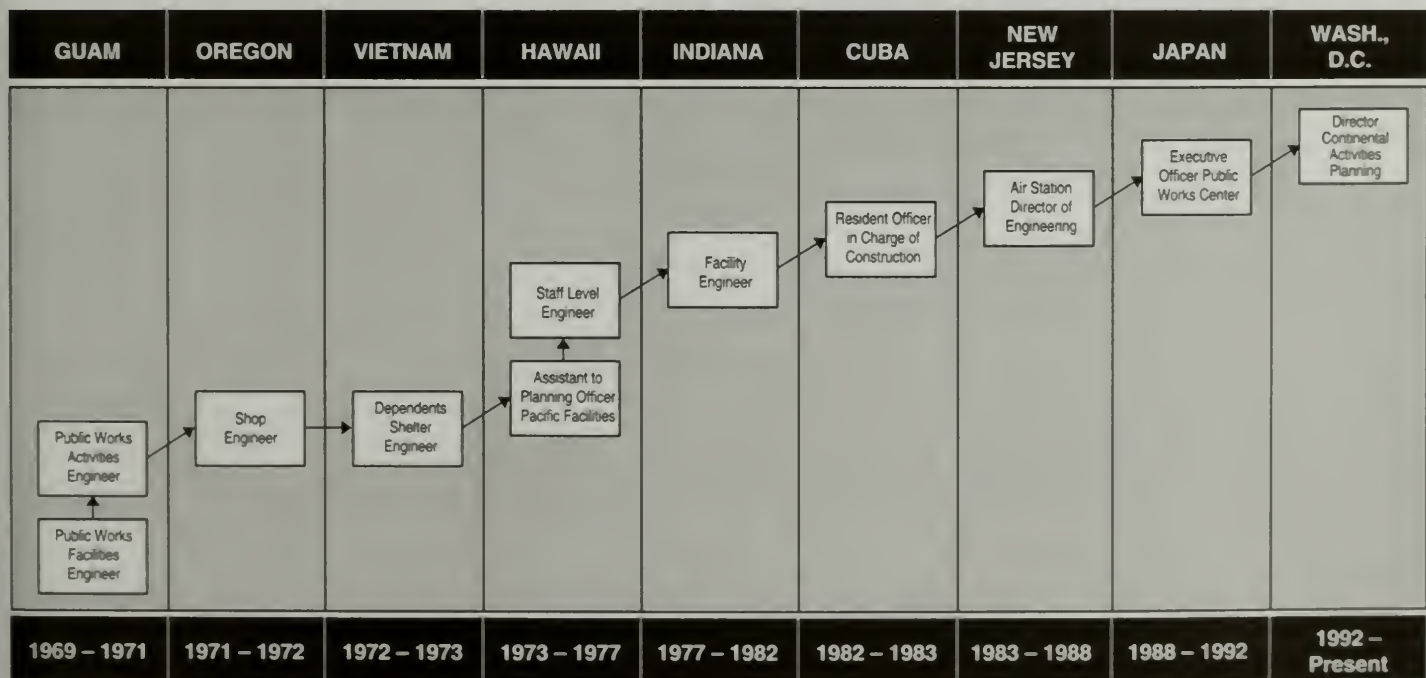 GUAM
OREGON
VIETNAM
HAWAII
INDIANA
CUBA
NEW
JERSEY
JAPAN
WASH.,
D.C.
Public Works
Activities
Engineer
Public Works
Facilities
Engineer
Shop
Engineer
Dependents
Shelter
Engineer
Staff Level
Engineer
Assistant to
Planning Officer
Pacific Facilities
Facility
Engineer
Resident Officer
in Charge of
Construction
Air Station
Director of
Engineering
Executive
Officer Public
Works Center
Director
Continental
Activities
Planning
1969 – 1971
1971 – 1972
1972 – 1973
1973 – 1977
1977 – 1982
1982 – 1983
1983 – 1988
1988 – 1992
1992 –
Present